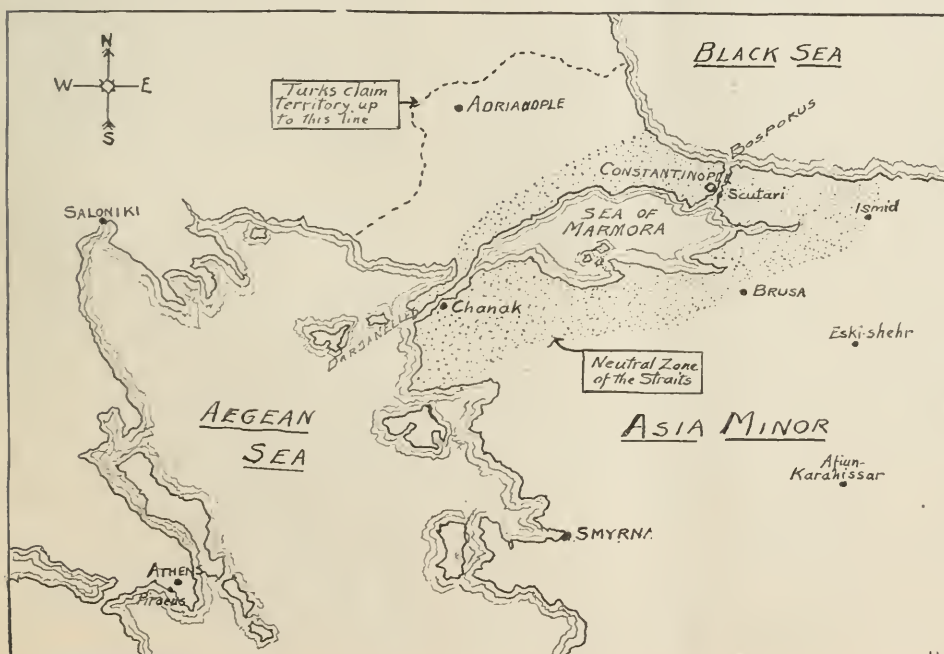 N
W
E
S
BLACK SEA
Turks claim
territory up
to this line
ADRIANOPLE
BOSPORUS
CONSTANTINOPLE
Scutari
Ismid
SALONIKI
SEA OF
MARMORA
BRUSA
Chanak
DARDANELLES
Eski-shehr
Neutral Zone
of the Straits
AEGEAN
SEA
ASIA MINOR
Afiun-
Karahissar
SMYRNA
ATHENS
Piraeus